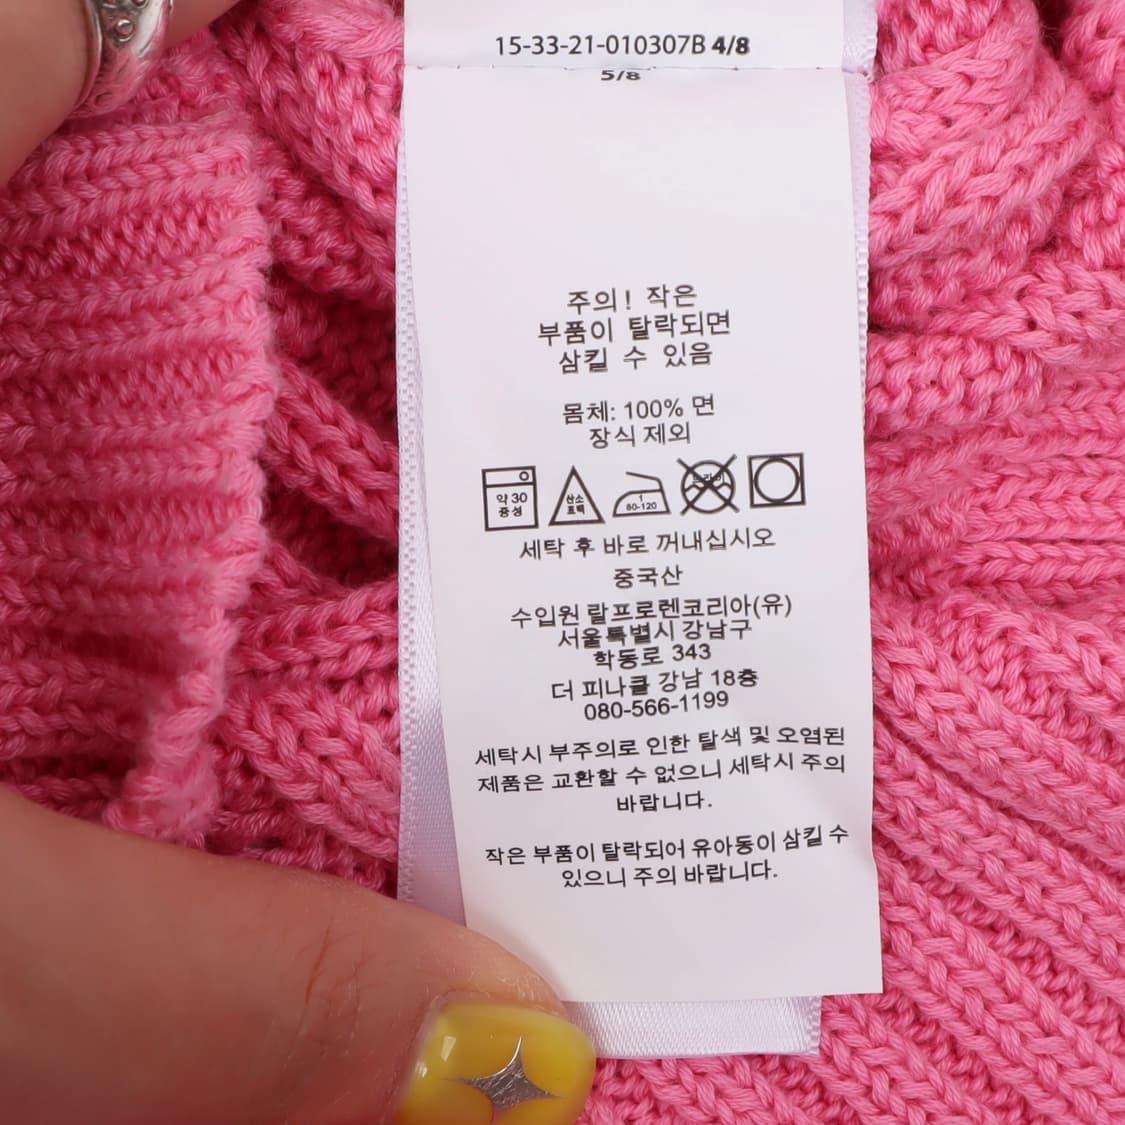 15-33-21-010307B 4/8
5/8
주의! 작은
부품이 탈락되면
삼킬 수 있음
몸체: 100% 면
장식 제외
약 30
중성
산소
표백
1
80-120
드라이
세탁 후 바로 꺼내십시오
중국산
수입원 랄프로렌코리아(유)
서울특별시 강남구
학동로 343
더 피나클 강남 18층
080-566-1199
세탁시 부주의로 인한 탈색 및 오염된
제품은 교환할 수 없으니 세탁시 주의
바랍니다.
작은 부품이 탈락되어 유아동이 삼킬 수
있으니 주의 바랍니다.